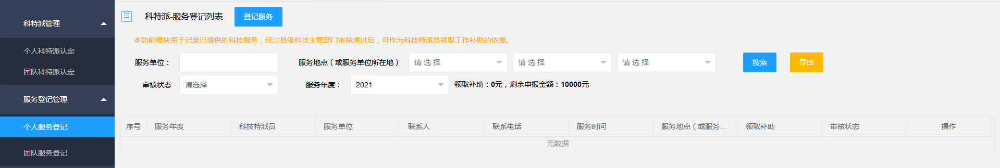 科特派管理
个人科特派认定
团队科特派认定
服务登记管理
个人服务登记
团队服务登记
科特派-服务登记列表 登记服务
本功能模块用于记录已提供的科技服务，经过县级科技主管部门审核通过后，可作为科技特派员领取工作补助的依据。
服务单位： 服务地点（或服务单位所在地） 请选择 请选择 请选择 搜索 导出
审核状态 请选择 服务年度： 2021 领取补助：0元，剩余申报金额：10000元
序号 服务年度 科技特派员 服务单位 联系人 联系电话 服务时间 服务地点（或服务... 领取补助 审核状态 操作
无数据